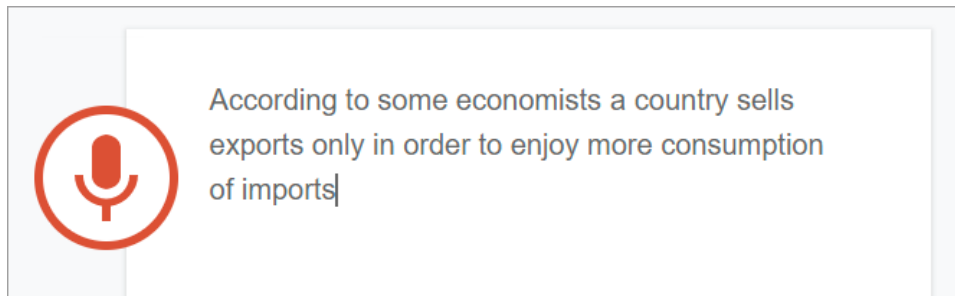 According to some economists a country sells
exports only in order to enjoy more consumption
of imports